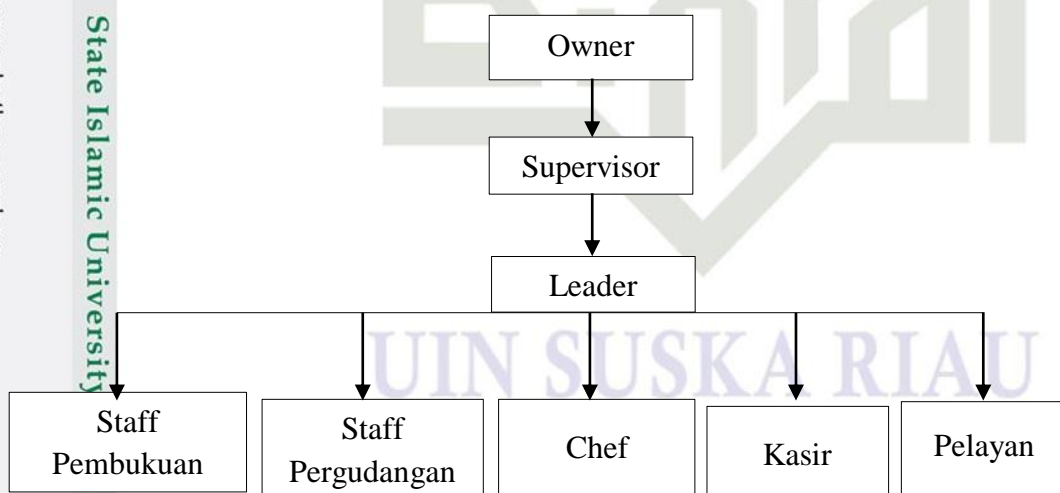 State Islamic University
Owner
Supervisor
Leader
UIN SUSKA RIAU
Staff
Pembukuan
Staff
Pergudangan
Chef
Kasir
Pelayan